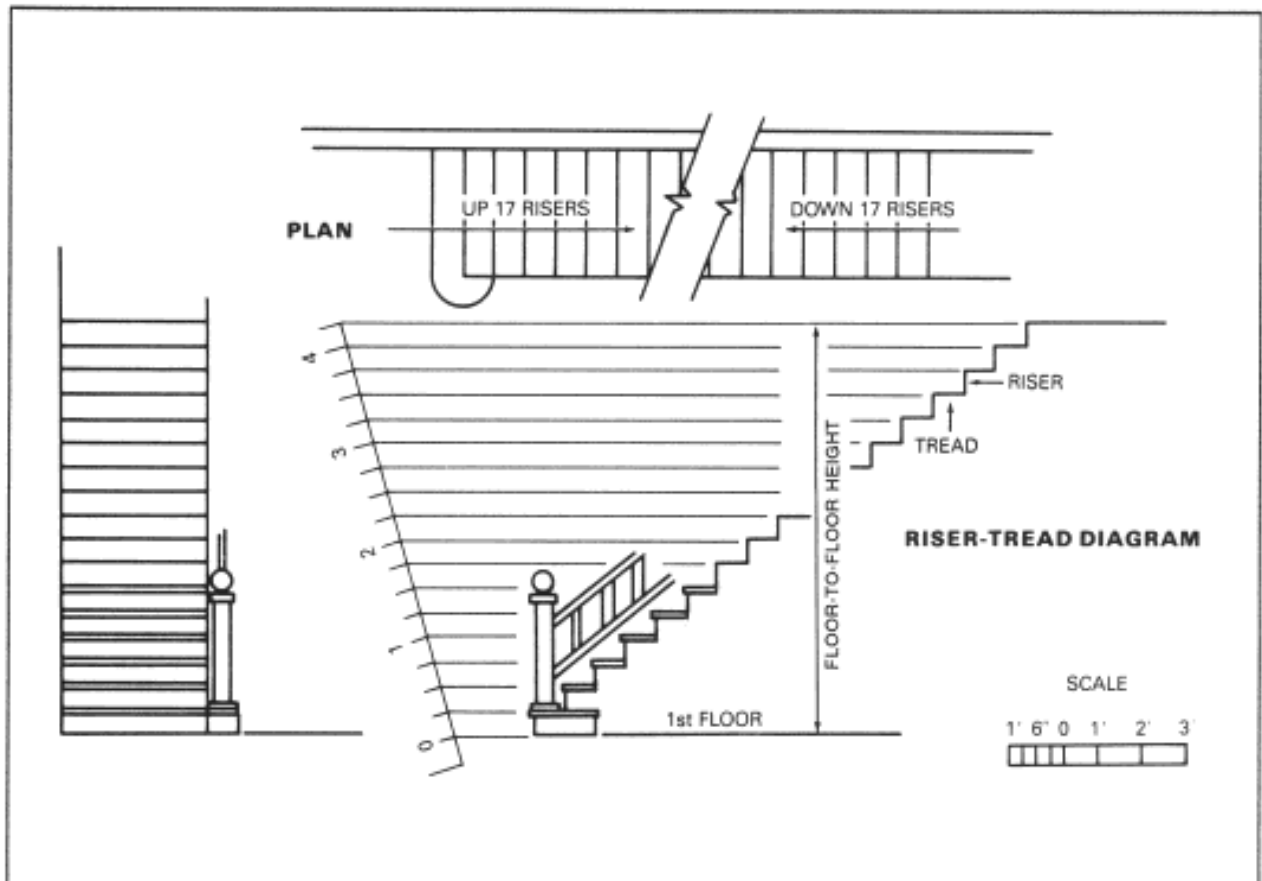 UP 17 RISERS
DOWN 17 RISERS
PLAN
4
RISER
TREAD
3
FLOOR-TO-FLOOR HEIGHT
RISER-TREAD DIAGRAM
2
1
SCALE
1st FLOOR
0
1' 6" 0 1' 2' 3'